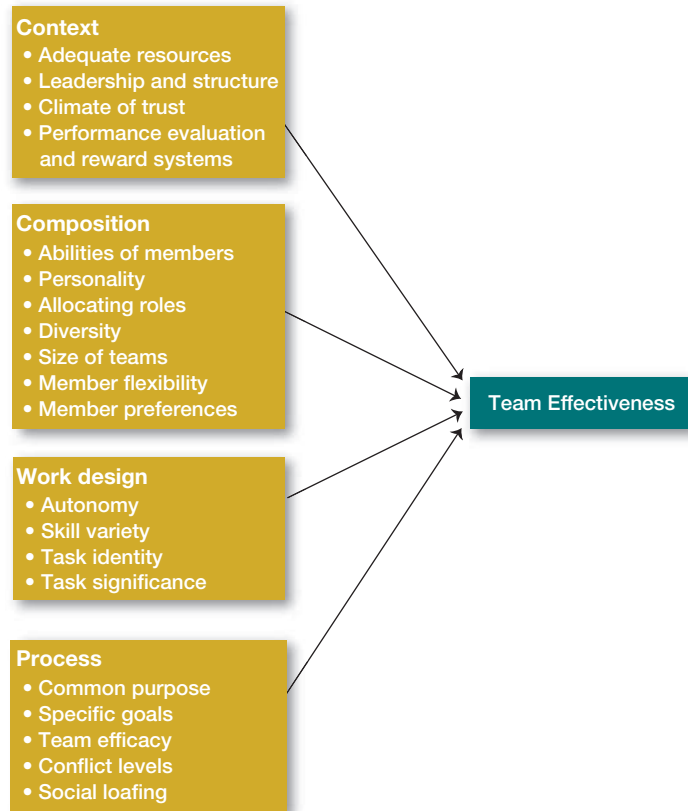 Context
• Adequate resources
• Leadership and structure
• Climate of trust
• Performance evaluation
and reward systems
Composition
• Abilities of members
• Personality
• Allocating roles
• Diversity
• Size of teams
• Member flexibility
• Member preferences
Team Effectiveness
Work design
• Autonomy
• Skill variety
• Task identity
• Task significance
Process
• Common purpose
• Specific goals
• Team efficacy
• Conflict levels
• Social loafing